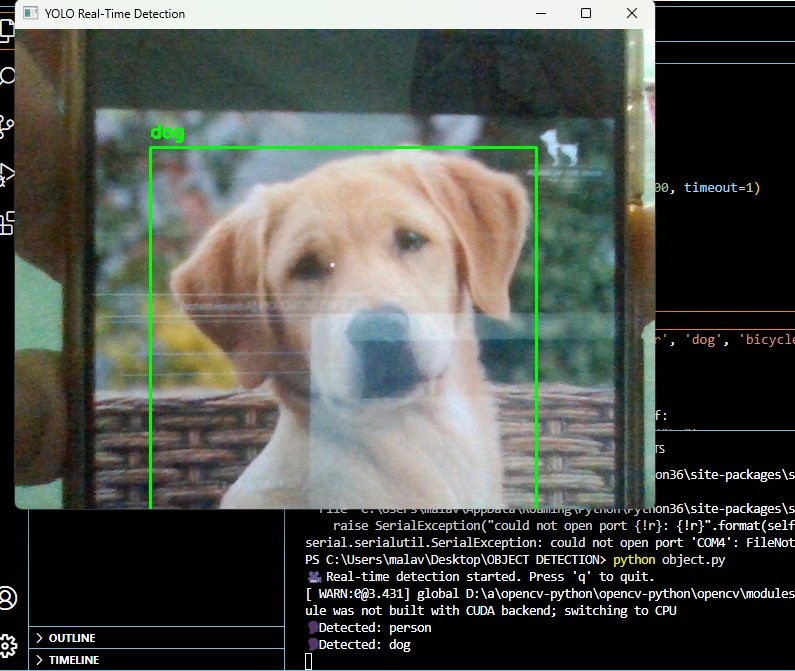 YOLO Real-Time Detection
dog
00, timeout=1)
r', 'dog', 'bicycle
f:
TS
on36\site-packages\s
File "C:\Users\malav\AppData\Roaming\Python\Python36\site-packages\s
raise SerialException("could not open port {!r}: {!r}".format(self
serial.serialutil.SerialException: could not open port 'COM4': FileNot
PS C:\Users\malav\Desktop\OBJECT DETECTION> python object.py
Real-time detection started. Press 'q' to quit.
[ WARN:0@3.431] global D:\a\opencv-python\opencv-python\opencv\modules
ule was not built with CUDA backend; switching to CPU
Detected: person
Detected: dog
OUTLINE
TIMELINE